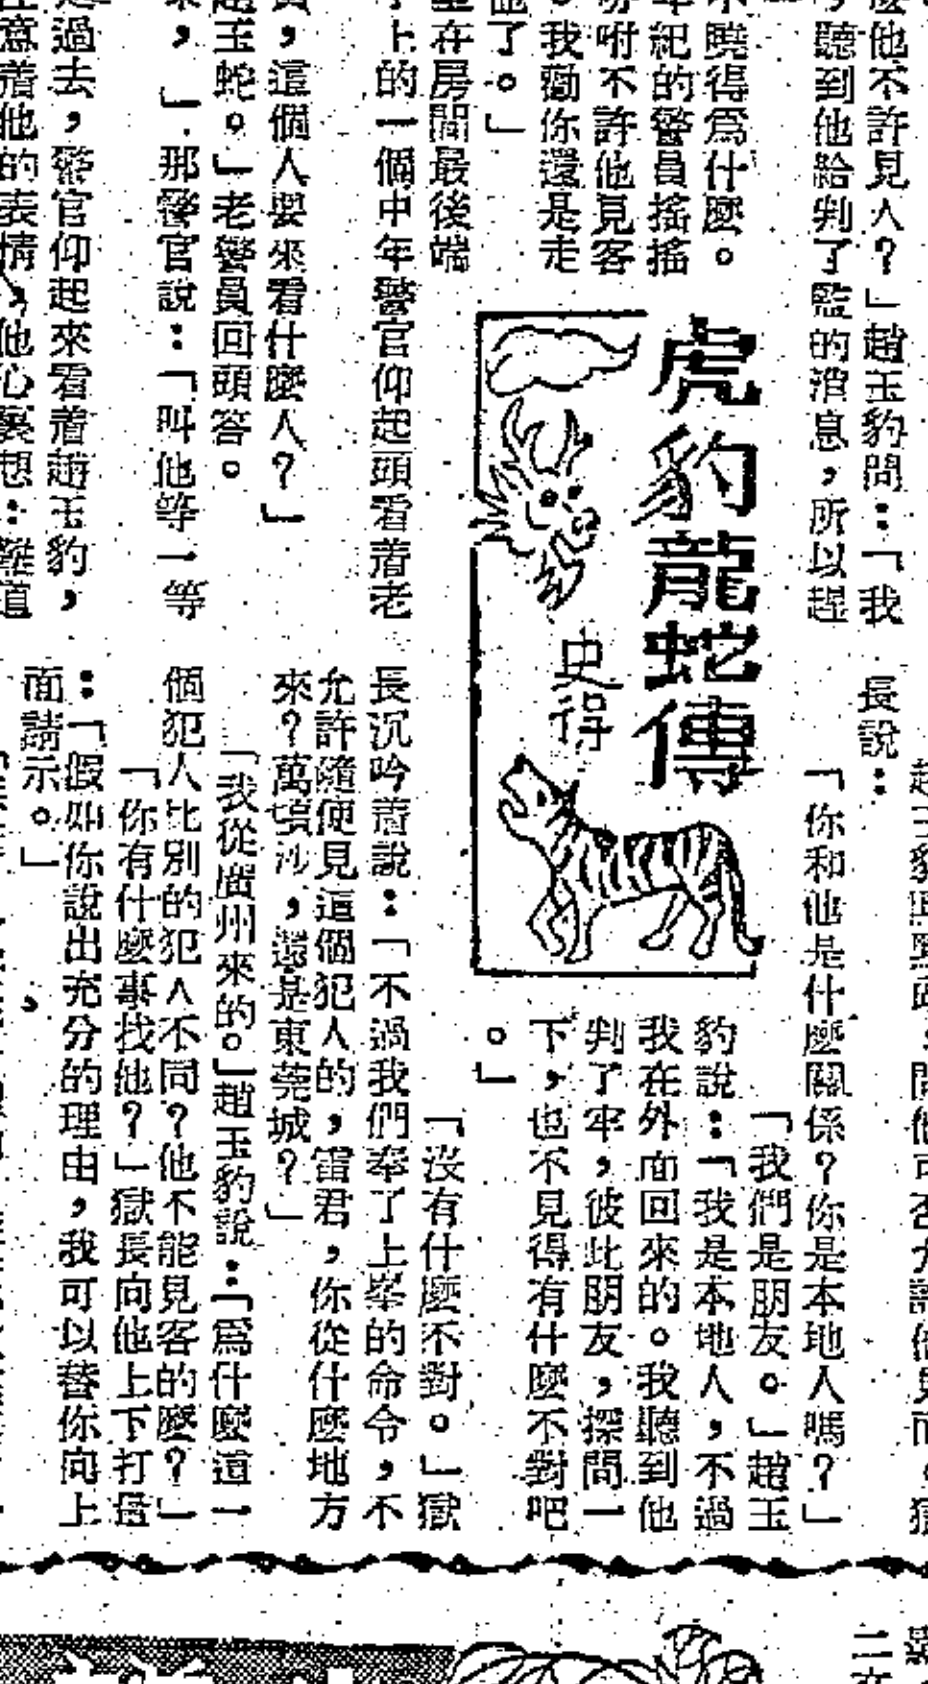 麼他不許見人？」趙玉豹問：「我
，聽到他給判了監的消息，所以趕
不曉得爲什麼。
年紀的警員搖搖
吩咐不許他見客
。我勸你還是走
他了。」
坐在房間最後端
上的一個中年警官仰起頭看着老
，這個人要來看什麼人？」
趙玉蛇。」老警員回頭答。
，」那警官說：「叫他等一等
過去，警官仰起來看着趙玉豹，
意着他的表情，他心裏想：難道
虎豹龍蛇傳
史得
長說：
「你和他是什麼關係？你是本地人嗎？」
「我們是朋友。」趙玉
豹說：「我是本地人，不過
我在外面回來的。我聽到他
判了牢，彼此朋友，探問一
下，也不見得有什麼不對吧
。」
「沒有什麼不對。」獄
長沉吟着說：「不過我們奉了上峯的命令，不
允許隨便見這個犯人的，雷君，你從什麼地方
來？萬頃沙，還是東莞城？」
「我從廣州來的。」趙玉豹說：「爲什麼這一
個犯人比別的犯人不同？他不能見客的麼？」
「你有什麼事找他？」獄長向他上下打量
：「假如你說出充分的理由，我可以替你向上
面請示。」